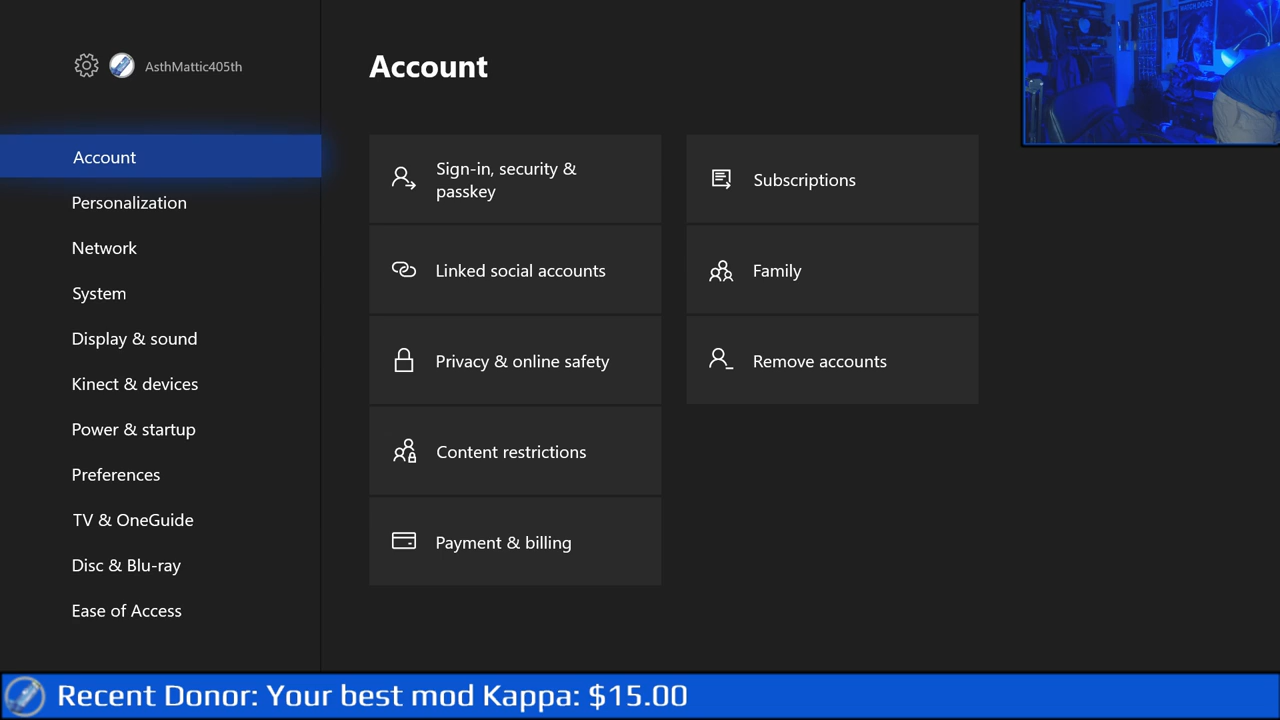 AsthMattic405th
Account
Personalization
Network
System
Display & sound
Kinect & devices
Power & startup
Preferences
TV & OneGuide
Disc & Blu-ray
Ease of Access
Account
Sign-in, security &
passkey
Linked social accounts
Privacy & online safety
Content restrictions
Payment & billing
Subscriptions
Family
Remove accounts
WATCH DOGS
Recent Donor: Your best mod Kappa: $15.00